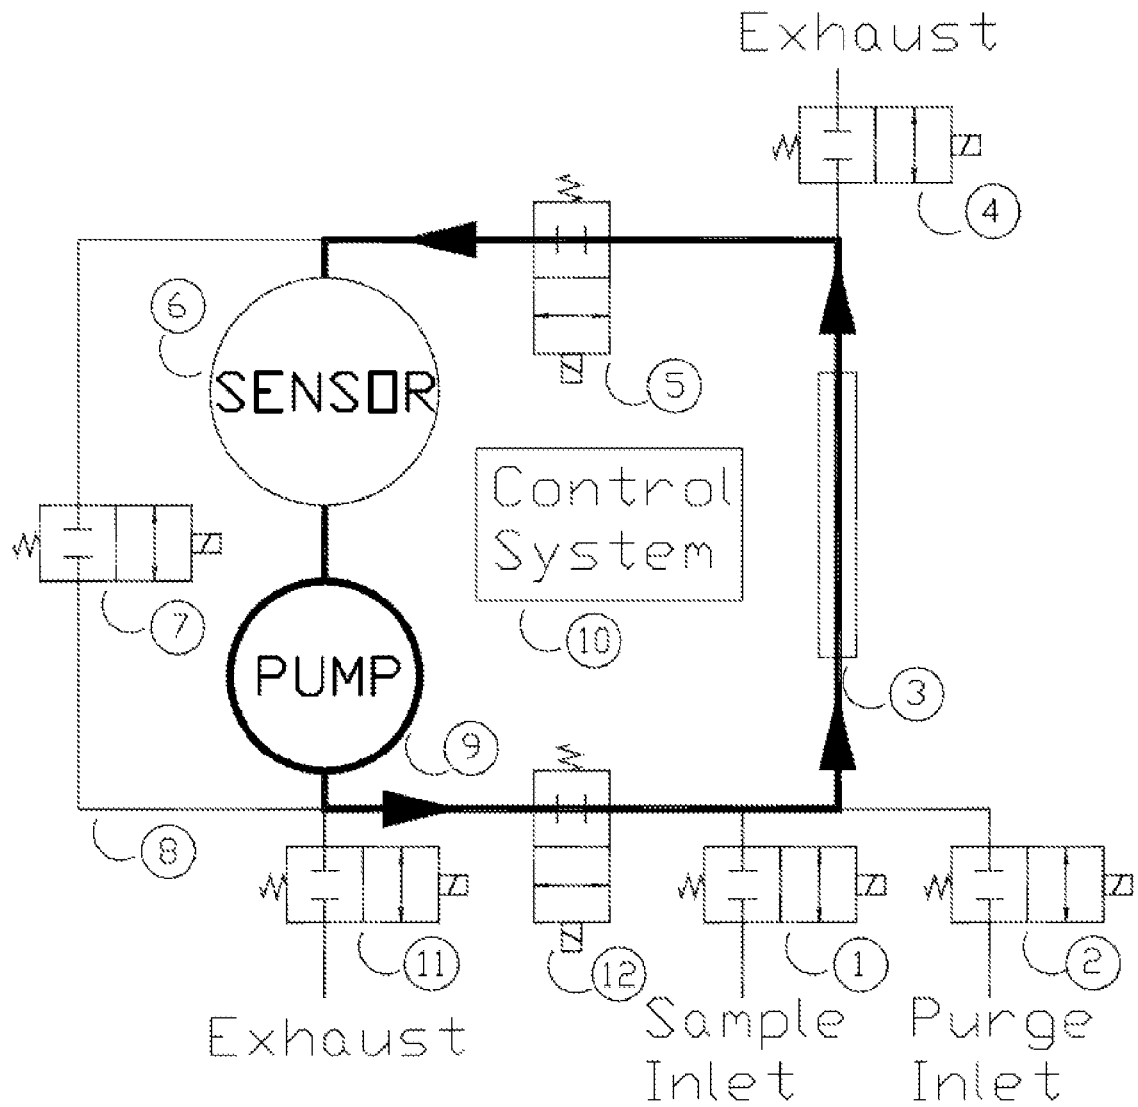 Exhaust
4
6
SENSOR
5
Control
System
7
10
PUMP
3
9
8
11
12
1
2
Exhaust
Sample
Inlet
Purge
Inlet